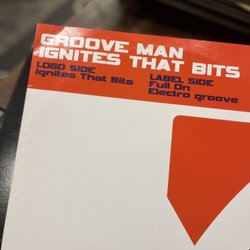 GROOVE MAN
IGNITES THAT BITS
LOGO SIDE
Ignites That Bits
LABEL SIDE
Full On
Electro groove